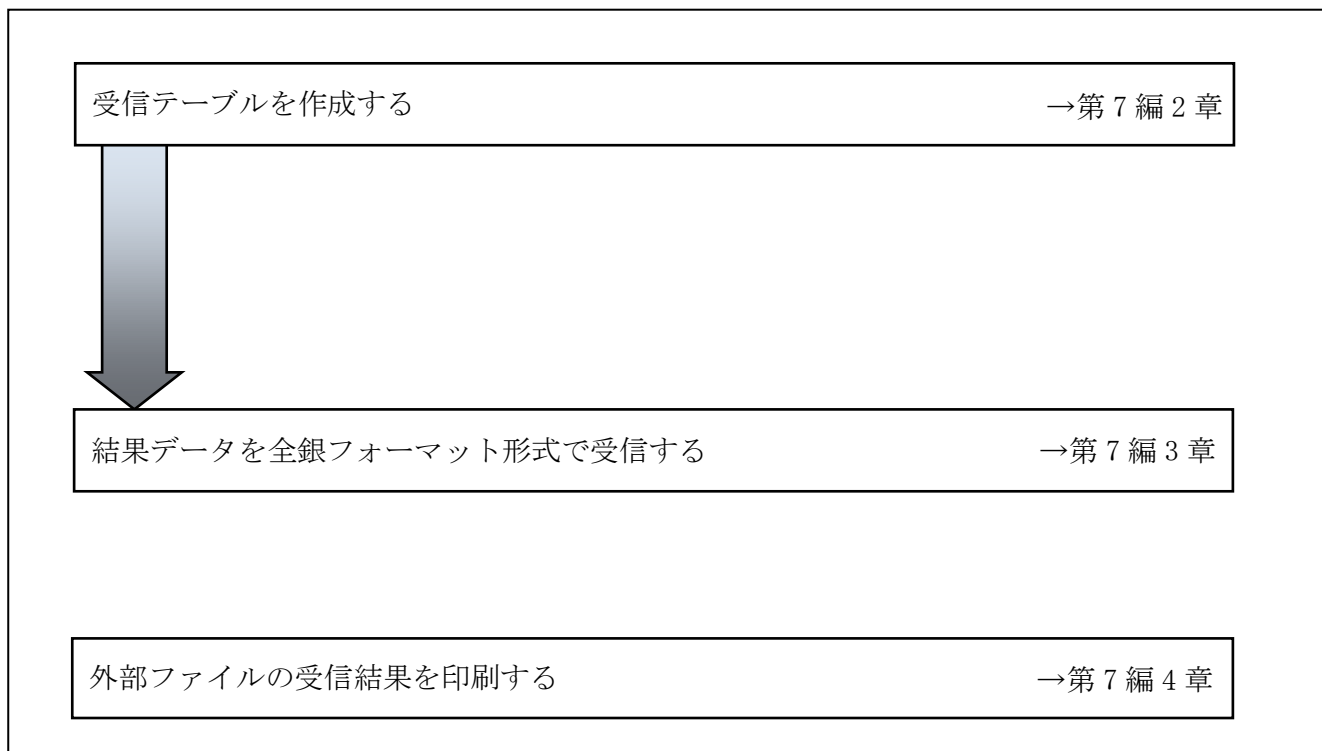 受信テーブルを作成する →第7編2章
結果データを全銀フォーマット形式で受信する →第7編3章
外部ファイルの受信結果を印刷する →第7編4章